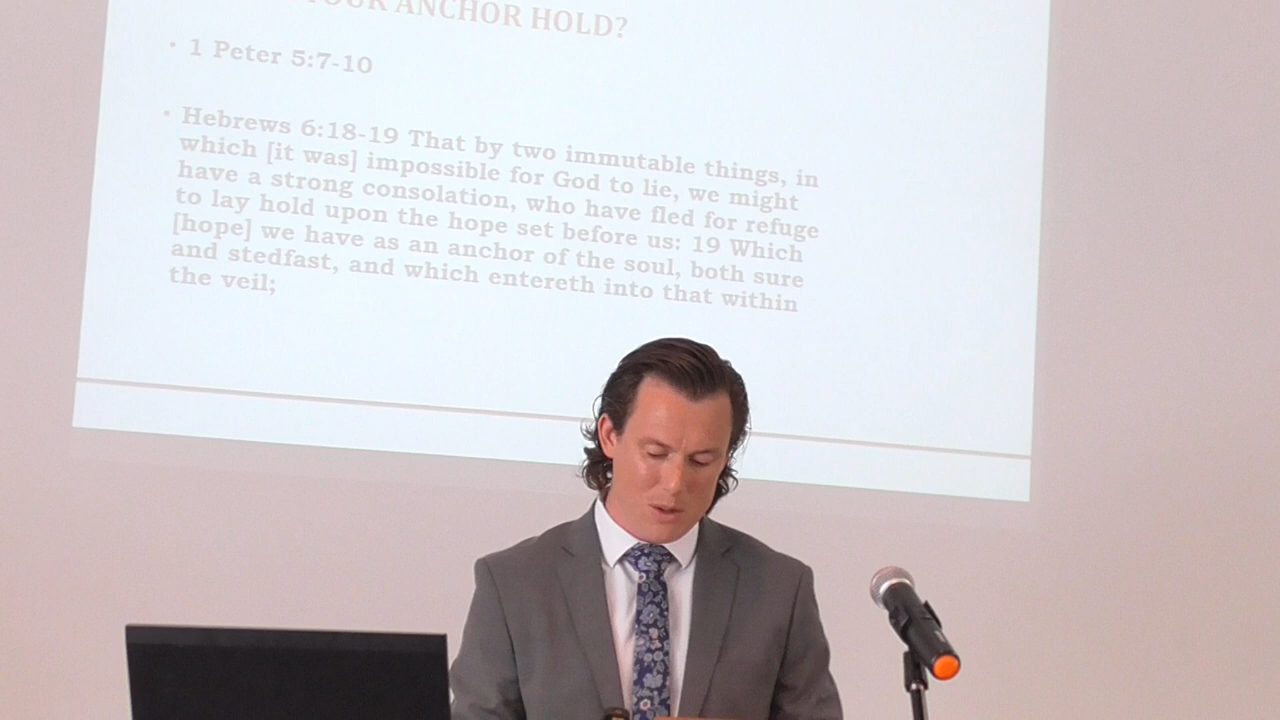 YOUR ANCHOR HOLD?
• 1 Peter 5:7-10
• Hebrews 6:18-19 That by two immutable things, in
which [it was] impossible for God to lie, we might
have a strong consolation, who have fled for refuge
to lay hold upon the hope set before us: 19 Which
[hope] we have as an anchor of the soul, both sure
and stedfast, and which entereth into that within
the veil;